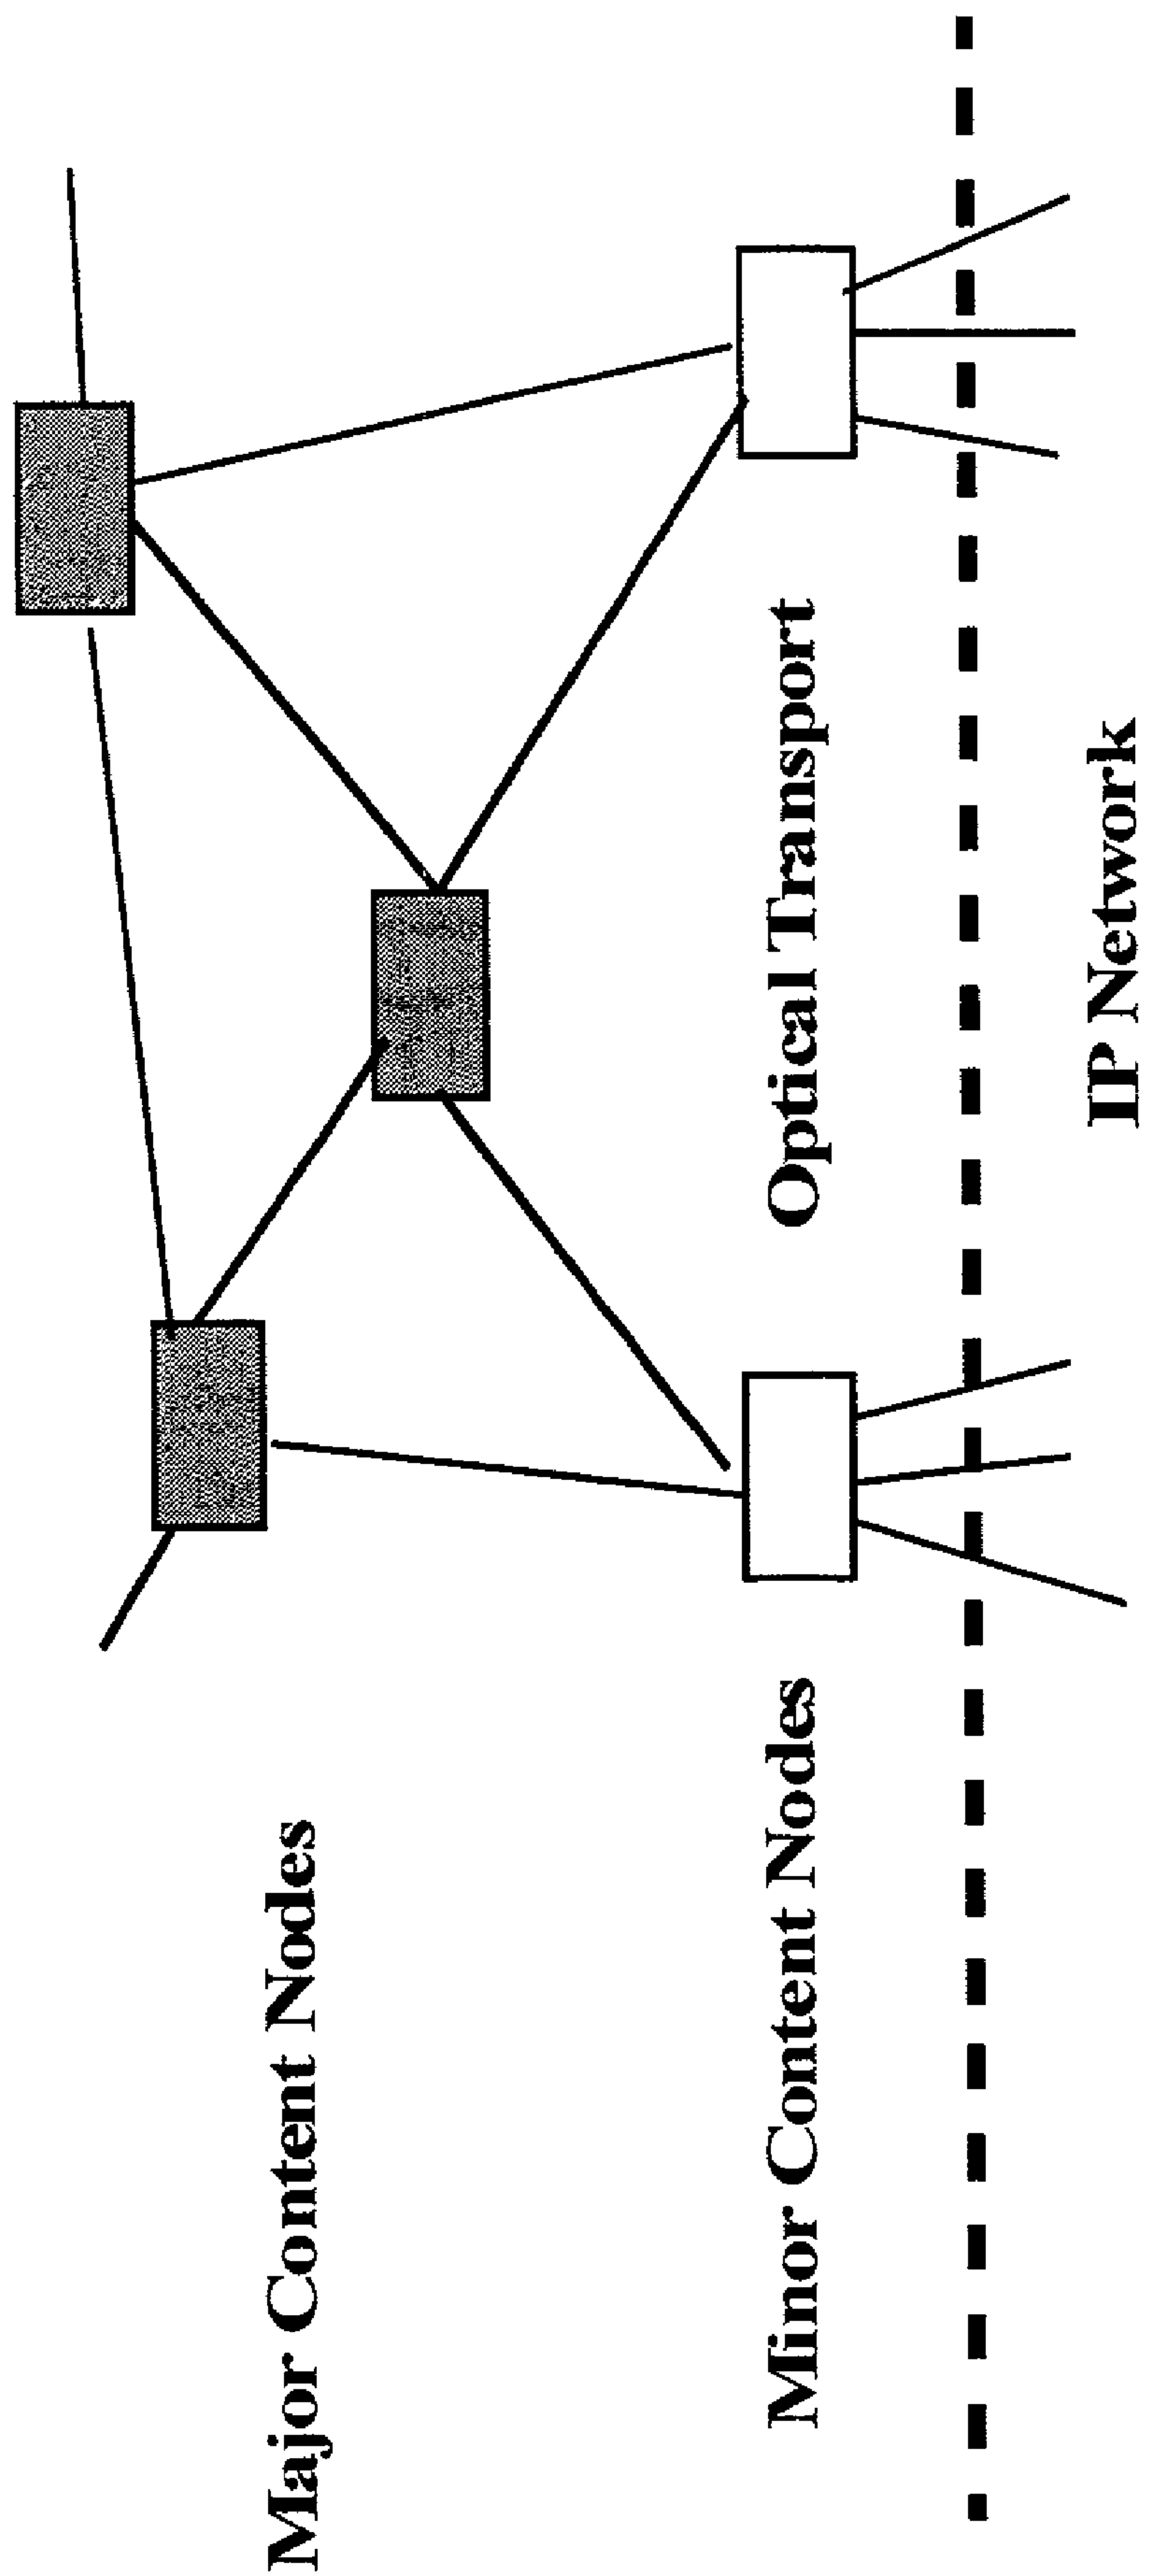 Major Content Nodes
Minor Content Nodes
Optical Transport
IP Network